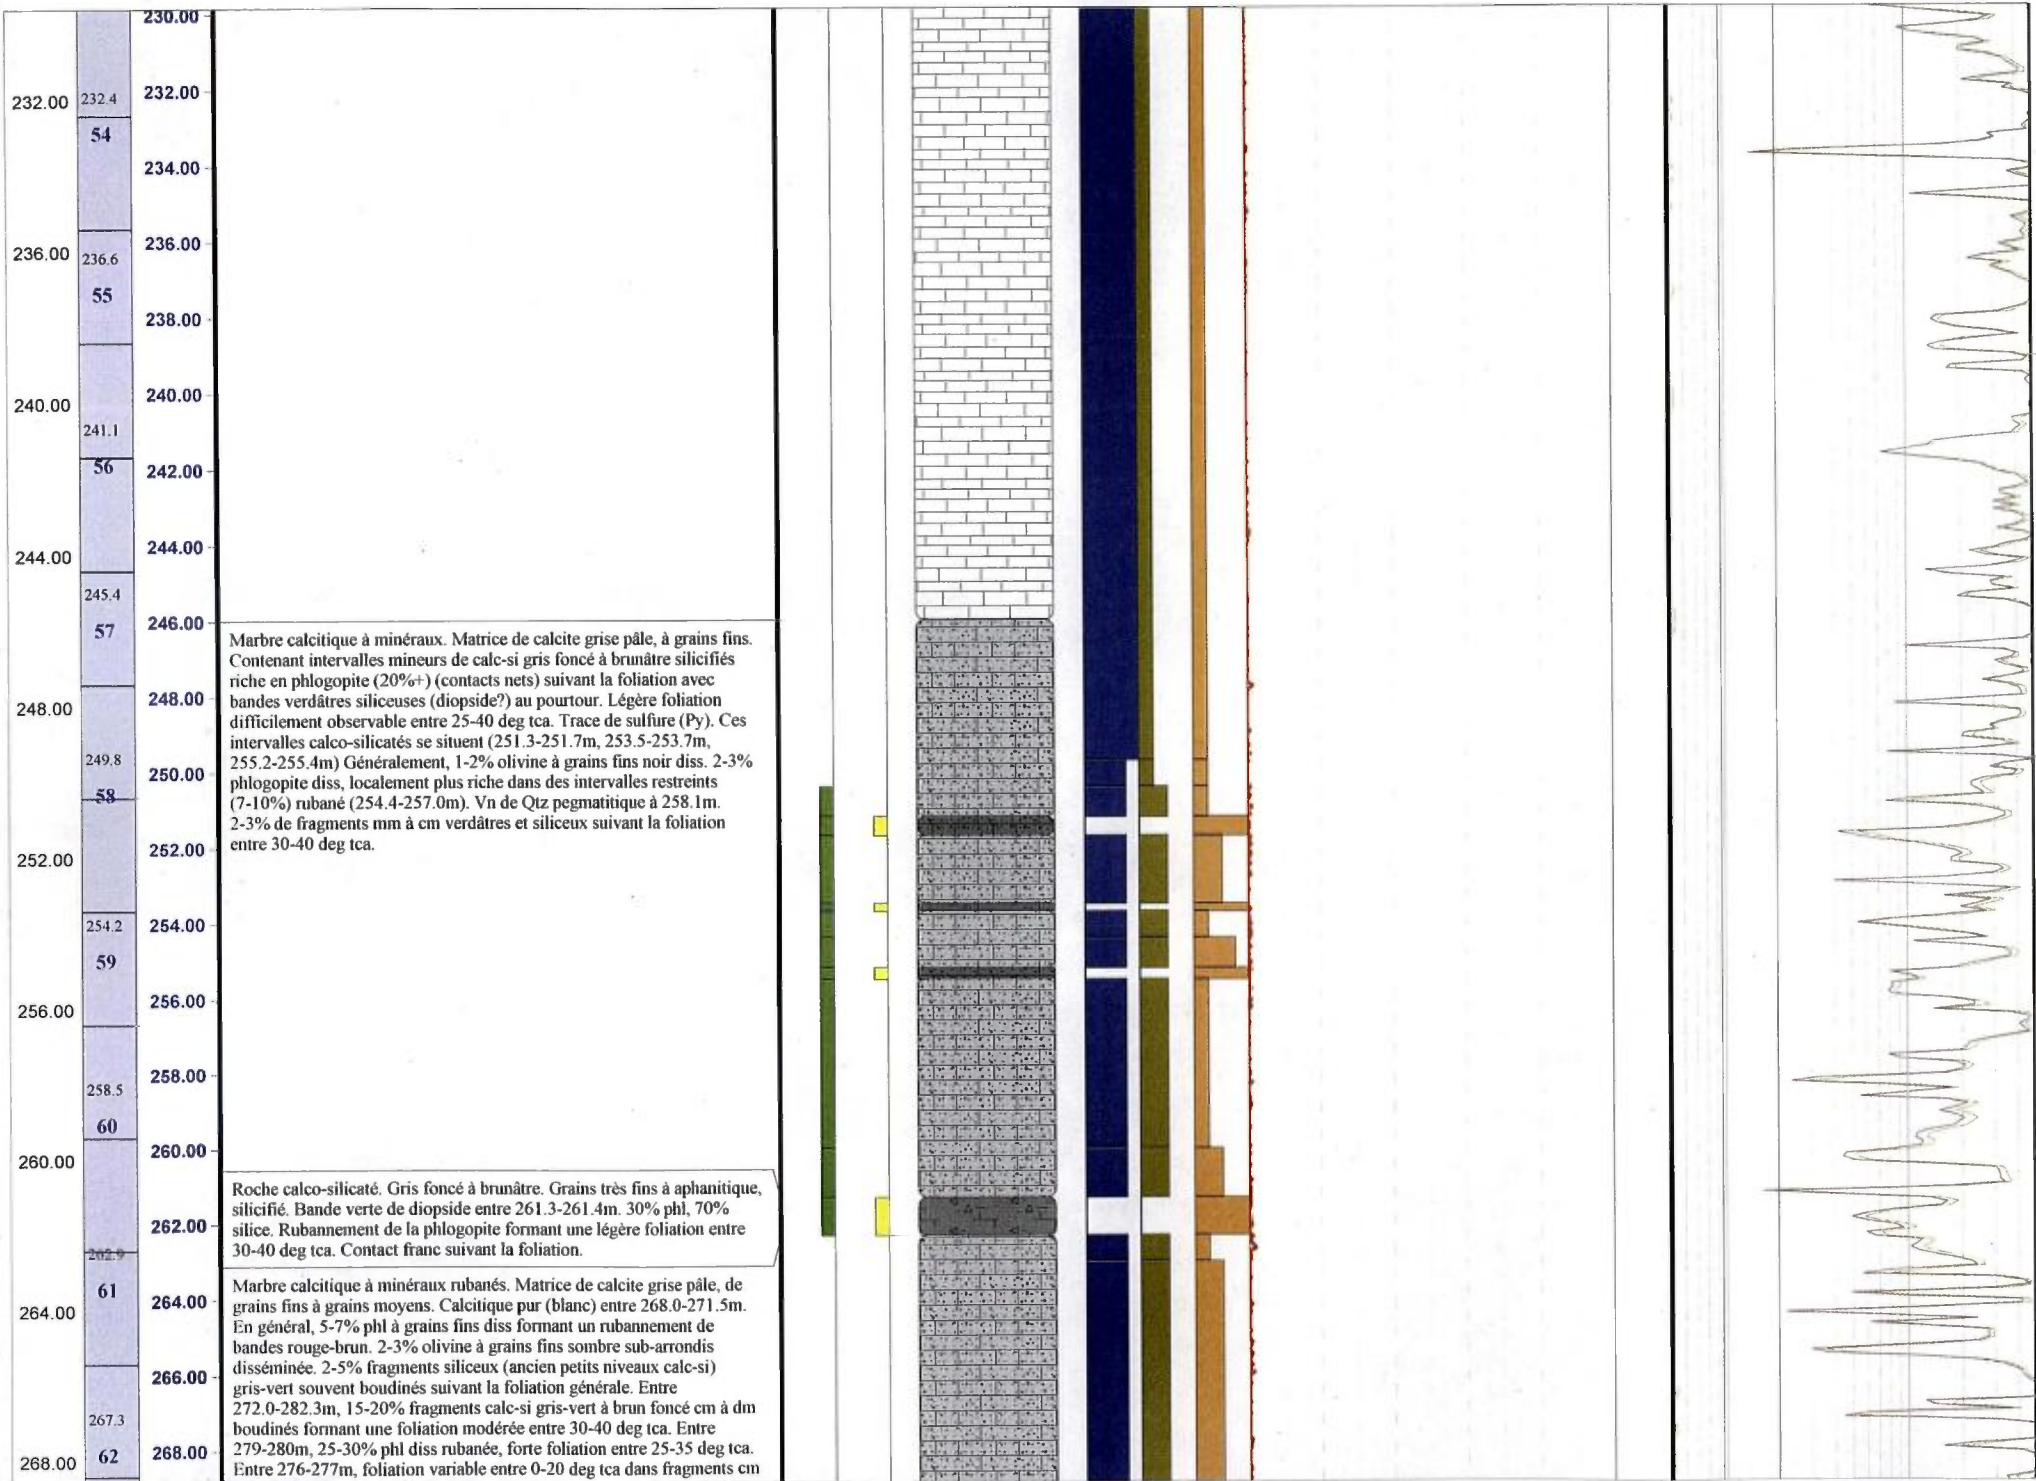 232.00
236.00
240.00
244.00
248.00
252.00
256.00
260.00
264.00
268.00
232.4
54
236.6
55
241.1
56
245.4
57
249.8
58
254.2
59
258.5
60
262.9
61
267.3
62
230.00
232.00
234.00
236.00
238.00
240.00
242.00
244.00
246.00
248.00
250.00
252.00
254.00
256.00
258.00
260.00
262.00
264.00
266.00
268.00
Marbre calcitique à minéraux. Matrice de calcite grise pâle, à grains fins.
Contenant intervalles mineurs de calc-si gris foncé à brunâtre silicifiés
riche en phlogopite (20%+) (contacts nets) suivant la foliation avec
bandes verdâtres siliceuses (diopside?) au pourtour. Légère foliation
difficilement observable entre 25-40 deg tca. Trace de sulfure (Py). Ces
intervalles calco-silicatés se situent (251.3-251.7m, 253.5-253.7m,
255.2-255.4m) Généralement, 1-2% olivine à grains fins noir diss. 2-3%
phlogopite diss, localement plus riche dans des intervalles restreints
(7-10%) rubané (254.4-257.0m). Vn de Qtz pegmatitique à 258.1m.
2-3% de fragments mm à cm verdâtres et siliceux suivant la foliation
entre 30-40 deg tca.
Roche calco-silicaté. Gris foncé à brunâtre. Grains très fins à aphanitique,
silicifié. Bande verte de diopside entre 261.3-261.4m. 30% phl, 70%
silice. Rubannement de la phlogopite formant une légère foliation entre
30-40 deg tca. Contact franc suivant la foliation.
Marbre calcitique à minéraux rubanés. Matrice de calcite grise pâle, de
grains fins à grains moyens. Calcitique pur (blanc) entre 268.0-271.5m.
En général, 5-7% phl à grains fins diss formant un rubannement de
bandes rouge-brun. 2-3% olivine à grains fins sombre sub-arrondis
disséminée. 2-5% fragments siliceux (ancien petits niveaux calc-si)
gris-vert souvent boudinés suivant la foliation générale. Entre
272.0-282.3m, 15-20% fragments calc-si gris-vert à brun foncé cm à dm
boudinés formant une foliation modérée entre 30-40 deg tca. Entre
279-280m, 25-30% phl diss rubanée, forte foliation entre 25-35 deg tca.
Entre 276-277m, foliation variable entre 0-20 deg tca dans fragments cm